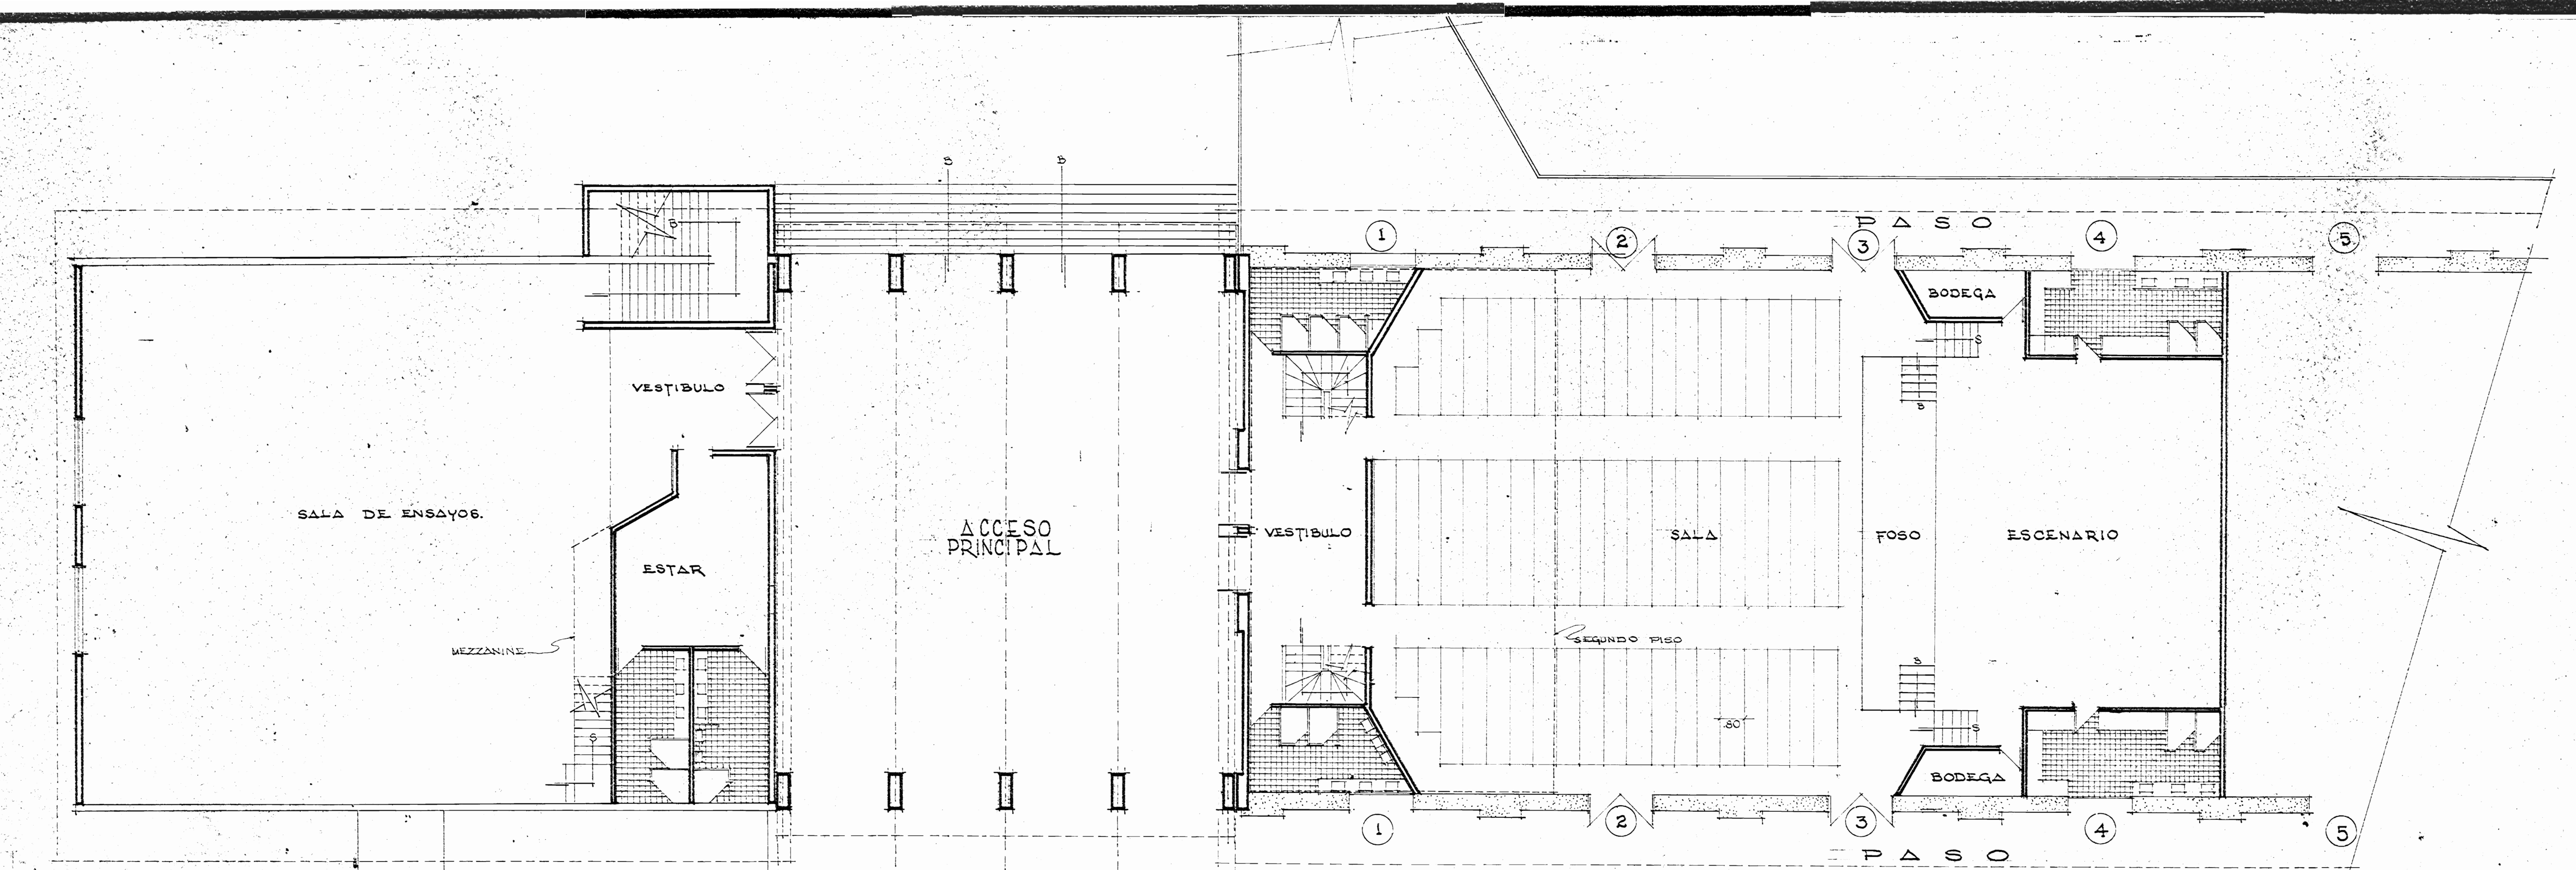 B B
B
PASO
1 2 3 4 5
BODEGA
S
B
VESTIBULO
SALA DE ENSAYOS.
ACCESO
PRINCIPAL
VESTIBULO
SALA
FOSO
ESCENARIO
ESTAR
MEZZANINE
SEGUNDO PISO
S
.80
B
S
BODEGA
1 2 3 4 5
PASO